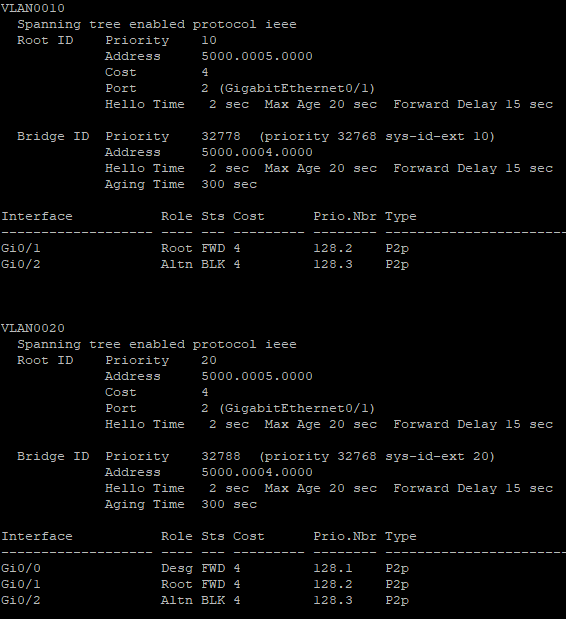 VLAN0010
  Spanning tree enabled protocol ieee
  Root ID    Priority    10
             Address     5000.0005.0000
             Cost        4
             Port        2 (GigabitEthernet0/1)
             Hello Time   2 sec  Max Age 20 sec  Forward Delay 15 sec
  Bridge ID  Priority    32778  (priority 32768 sys-id-ext 10)
             Address     5000.0004.0000
             Hello Time   2 sec  Max Age 20 sec  Forward Delay 15 sec
             Aging Time  300 sec
Interface           Role Sts Cost      Prio.Nbr Type
------------------- ---- --- --------- -------- -----------------------
Gi0/1               Root FWD 4         128.2    P2p
Gi0/2               Altn BLK 4         128.3    P2p
VLAN0020
  Spanning tree enabled protocol ieee
  Root ID    Priority    20
             Address     5000.0005.0000
             Cost        4
             Port        2 (GigabitEthernet0/1)
             Hello Time   2 sec  Max Age 20 sec  Forward Delay 15 sec
  Bridge ID  Priority    32788  (priority 32768 sys-id-ext 20)
             Address     5000.0004.0000
             Hello Time   2 sec  Max Age 20 sec  Forward Delay 15 sec
             Aging Time  300 sec
Interface           Role Sts Cost      Prio.Nbr Type
------------------- ---- --- --------- -------- -----------------------
Gi0/0               Desg FWD 4         128.1    P2p
Gi0/1               Root FWD 4         128.2    P2p
Gi0/2               Altn BLK 4         128.3    P2p